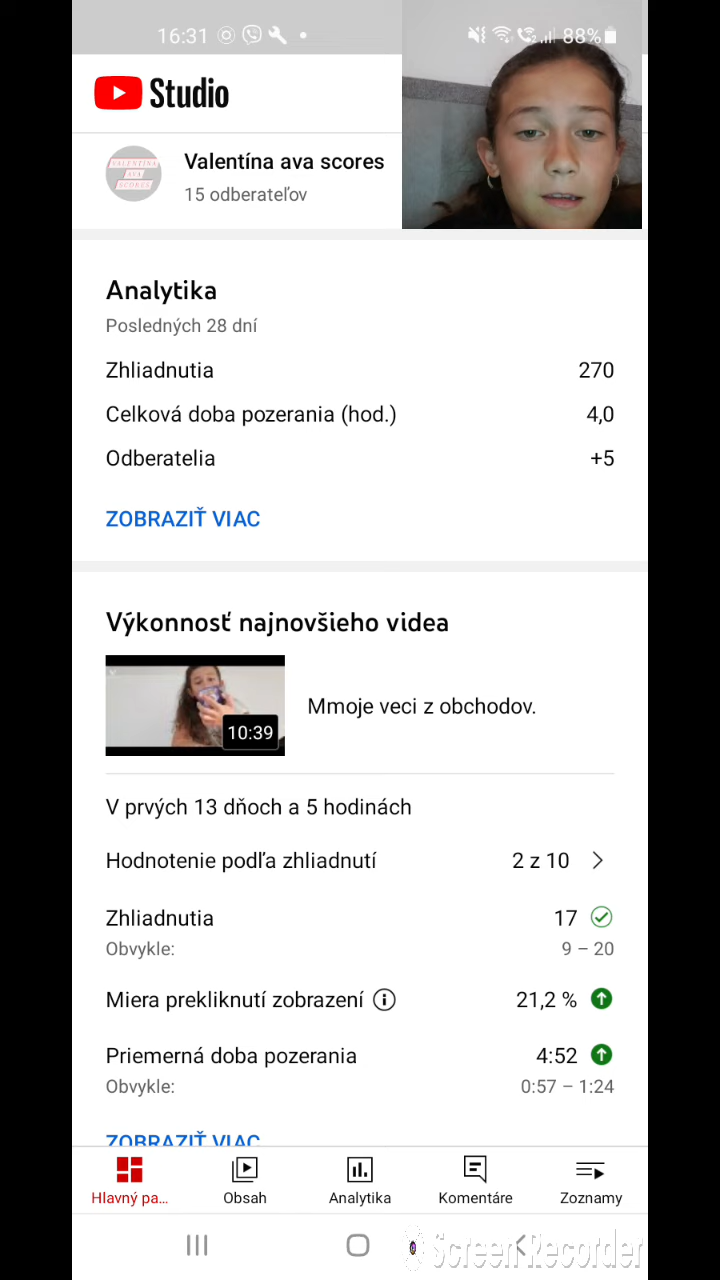 16:31
88%
Studio
VALENTÍNA
AVA
SCORES
Valentína ava scores
15 odberateľov
Analytika
Posledných 28 dní
Zhliadnutia 270
Celková doba pozerania (hod.) 4,0
Odberatelia +5
ZOBRAZIŤ VIAC
Výkonnosť najnovšieho videa
10:39
Mmoje veci z obchodov.
V prvých 13 dňoch a 5 hodinách
Hodnotenie podľa zhliadnutí 2 z 10
Zhliadnutia 17
Obvykle: 9 – 20
Miera prekliknutí zobrazení 21,2 %
Priemerná doba pozerania 4:52
Obvykle: 0:57 – 1:24
ZOBRAZIŤ VIAC
Hlavný pa... Obsah Analytika Komentáre Zoznamy
Screen Recorder